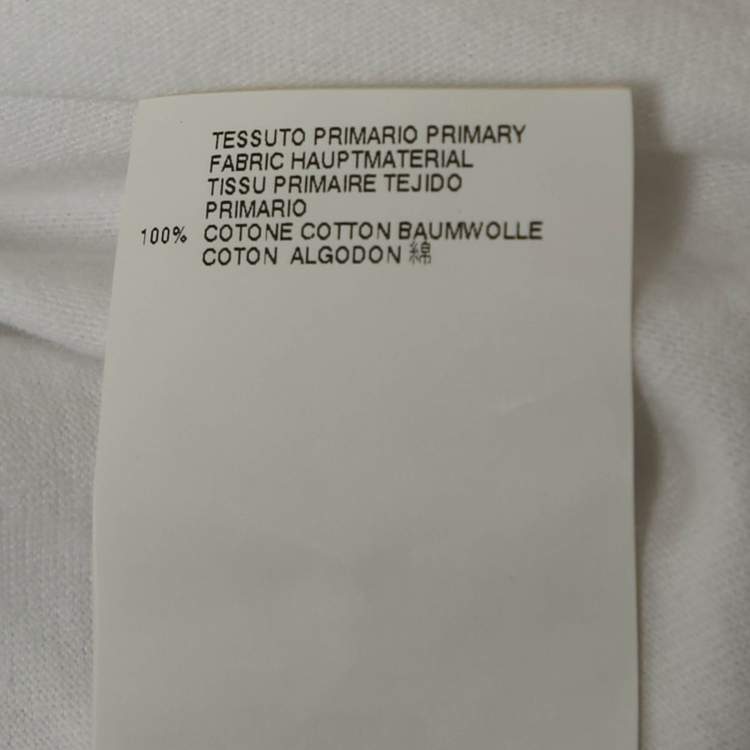 TESSUTO PRIMARIO PRIMARY
FABRIC HAUPTMATERIAL
TISSU PRIMAIRE TEJIDO
PRIMARIO
100% COTONE COTTON BAUMWOLLE
COTON ALGODON 綿